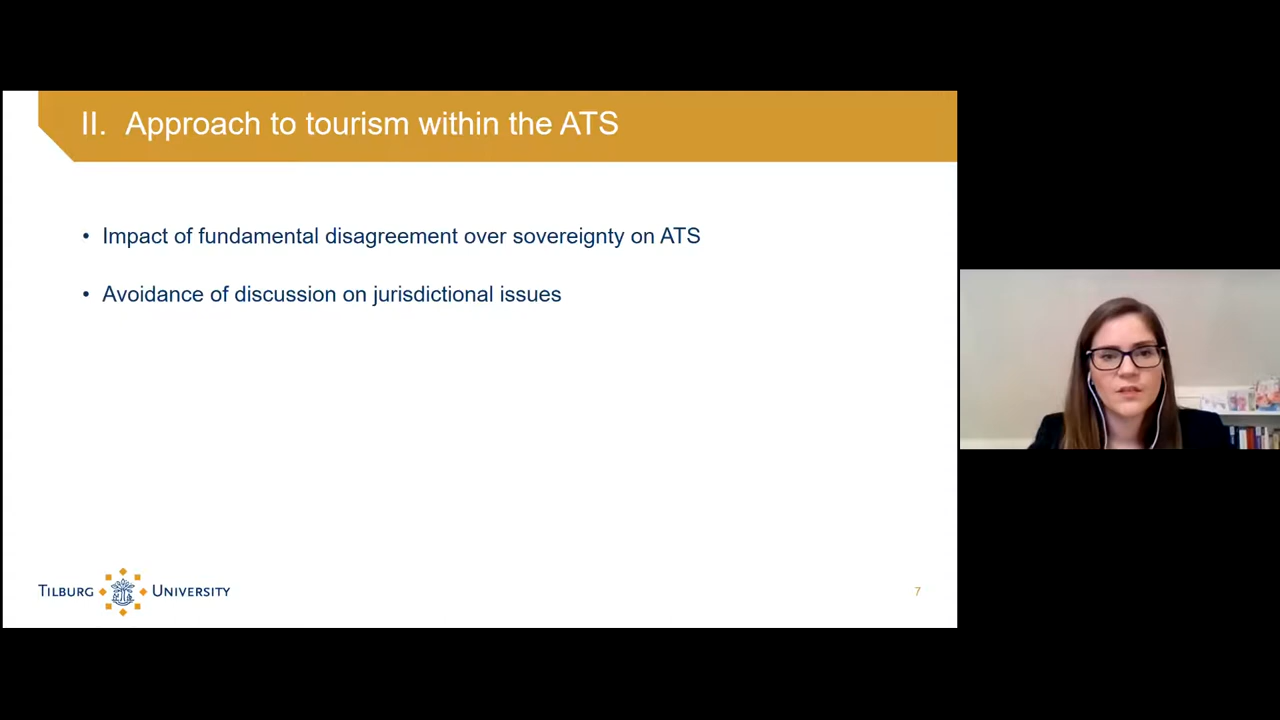 II. Approach to tourism within the ATS
• Impact of fundamental disagreement over sovereignty on ATS
• Avoidance of discussion on jurisdictional issues
TILBURG UNIVERSITY
7